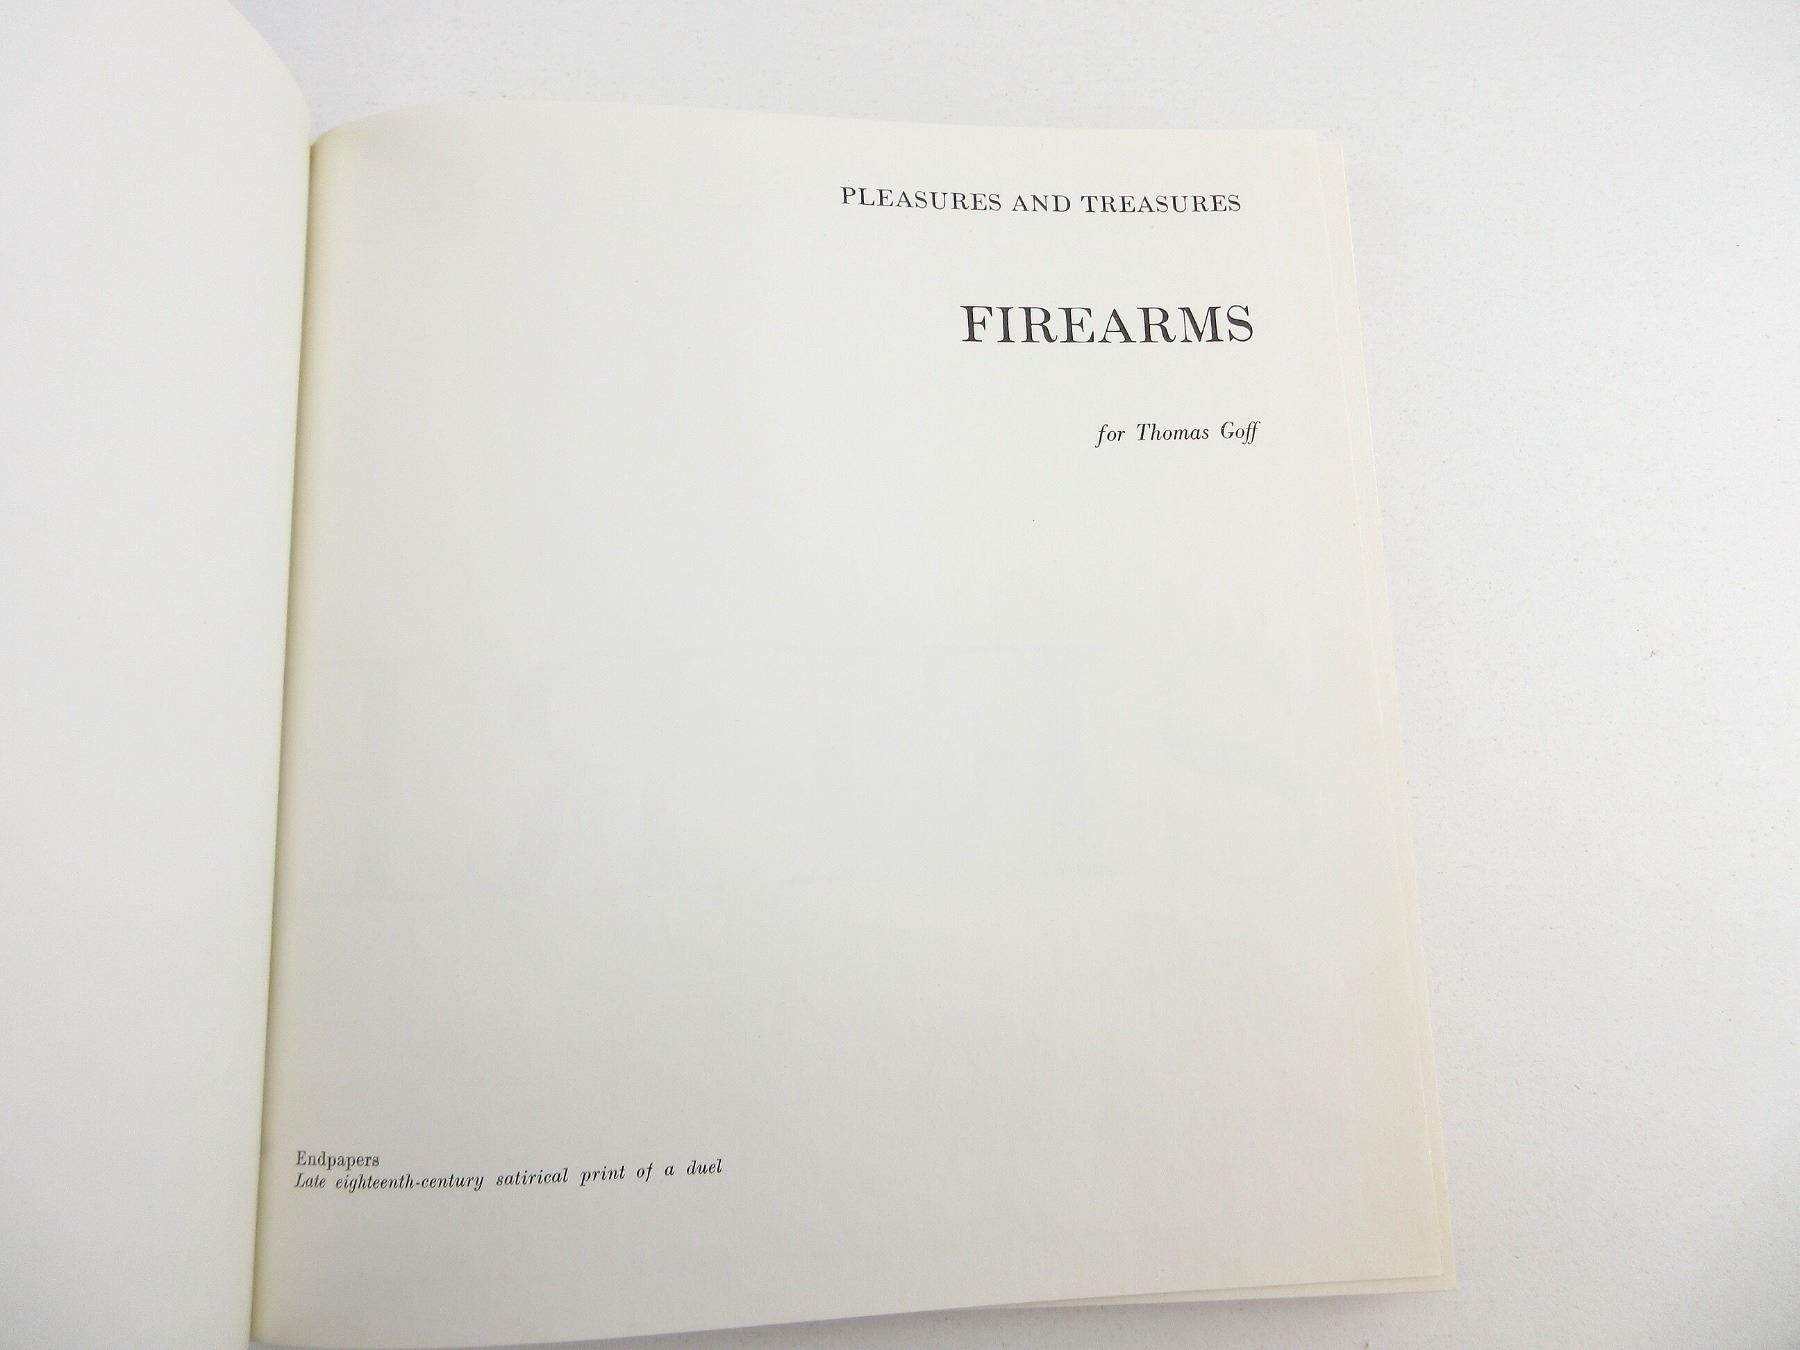 PLEASURES AND TREASURES
FIREARMS
for Thomas Goff
Endpapers
Late eighteenth-century satirical print of a duel